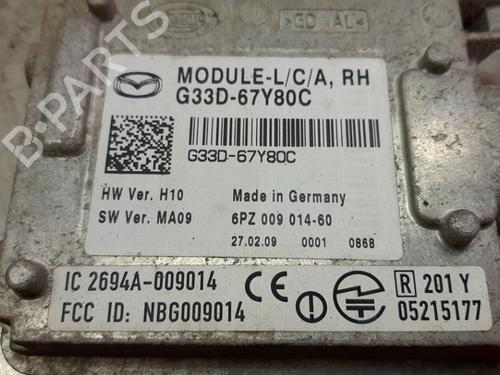 GD AL
MODULE-L/C/A, RH
G33D-67Y80C
G33D-67Y80C
HW Ver. H10 Made in Germany
SW Ver. MA09 6PZ 009 014-60
27.02.09 0001 0868
IC 2694A-009014
FCC ID: NBG009014
CE
R 201 Y
05215177
B-PARTS